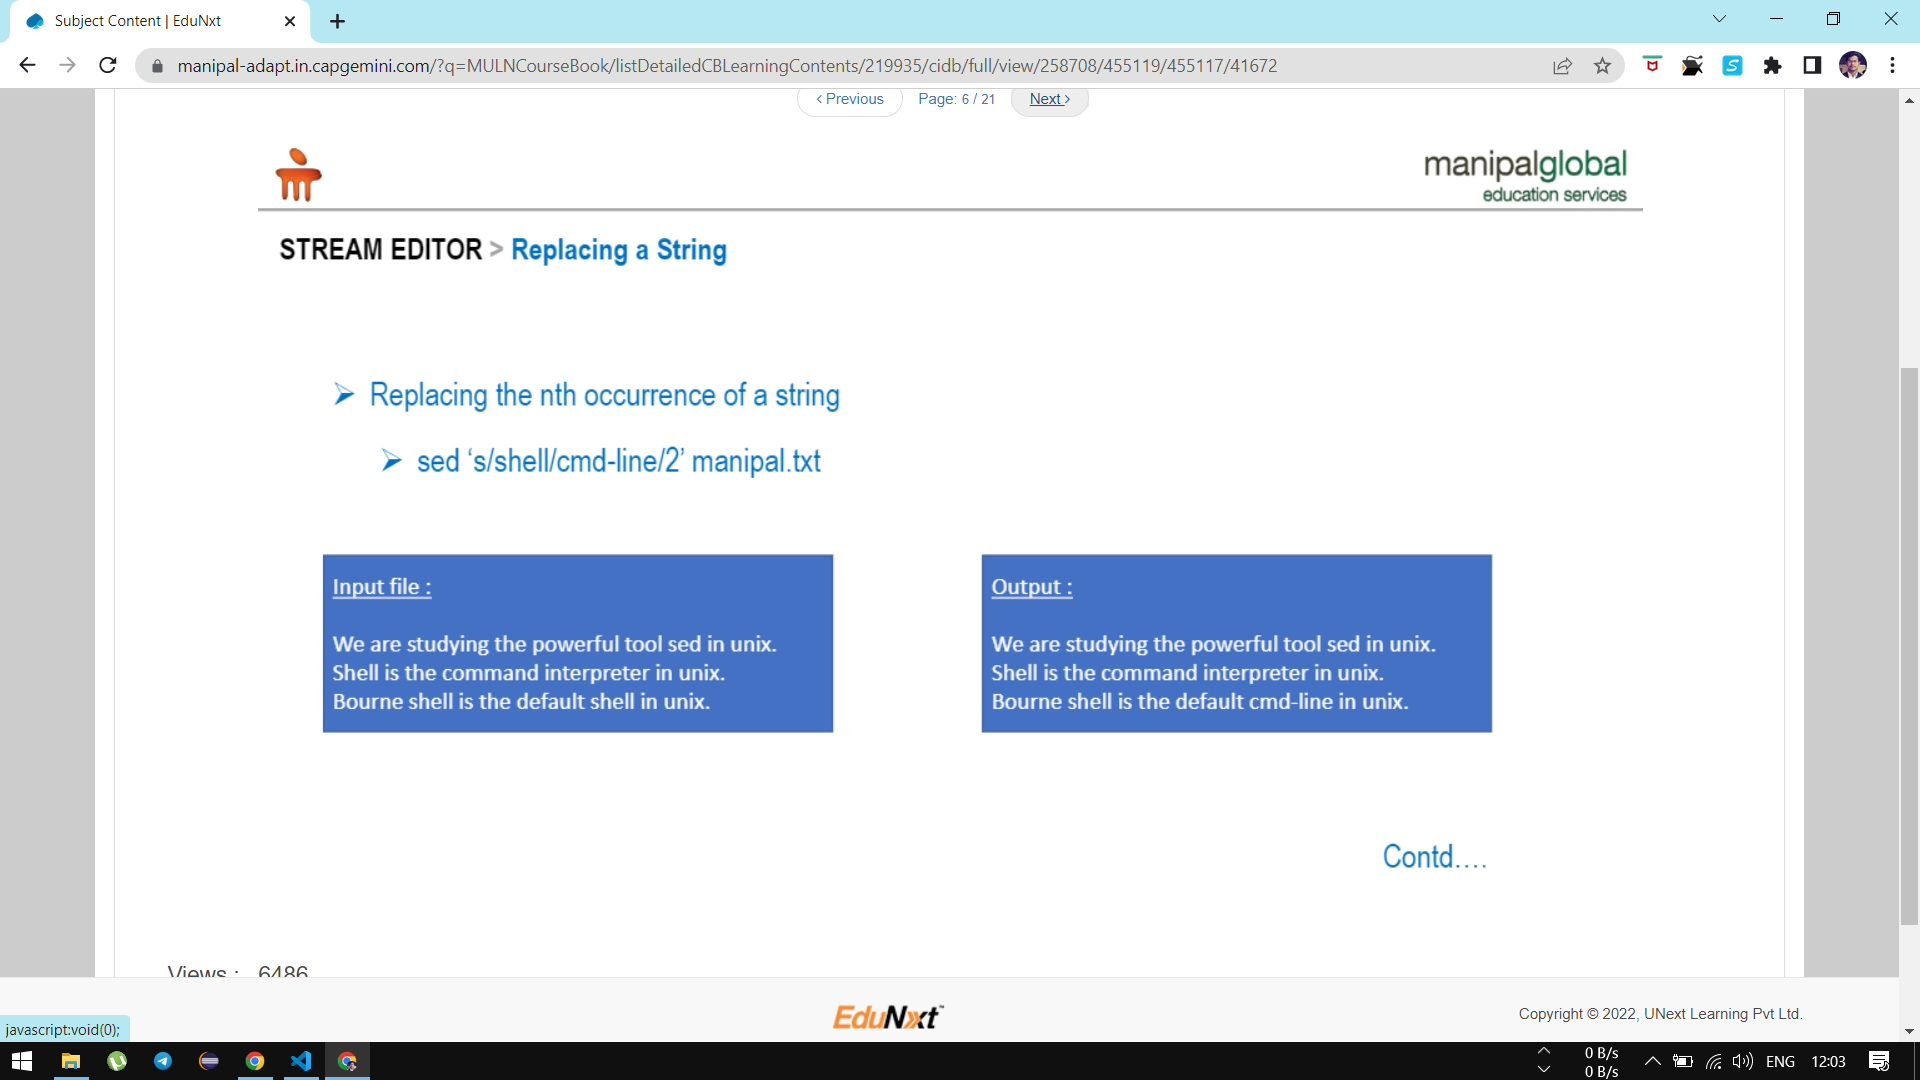 Subject Content | EduNxt
manipal-adapt.in.capgemini.com/?q=MULNCourseBook/listDetailedCBLearningContents/219935/cidb/full/view/258708/455119/455117/41672
‹ Previous Page: 6 / 21 Next ›
manipalglobal
education services
STREAM EDITOR > Replacing a String
➢ Replacing the nth occurrence of a string
➢ sed ‘s/shell/cmd-line/2’ manipal.txt
Input file :
We are studying the powerful tool sed in unix.
Shell is the command interpreter in unix.
Bourne shell is the default shell in unix.
Output :
We are studying the powerful tool sed in unix.
Shell is the command interpreter in unix.
Bourne shell is the default cmd-line in unix.
Contd....
Views : 6486
EduNxt™
Copyright © 2022, UNext Learning Pvt Ltd.
javascript:void(0);
0 B/s
0 B/s
ENG 12:03